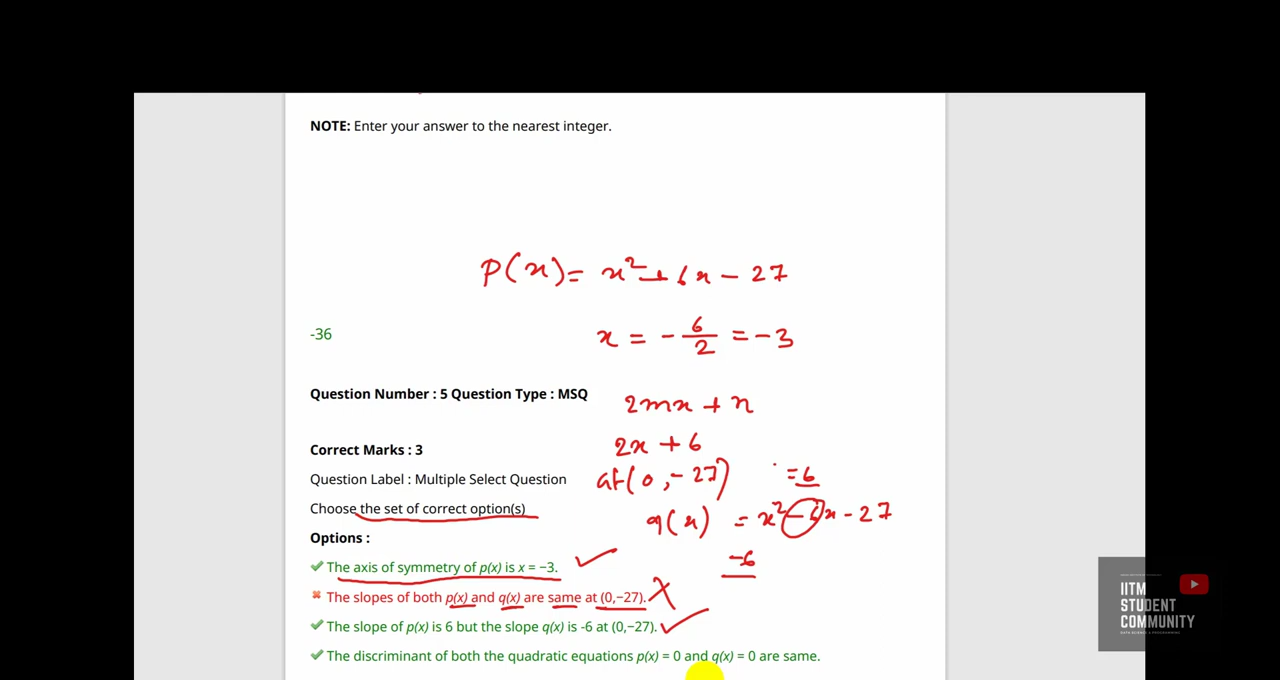 NOTE: Enter your answer to the nearest integer.
P(x) = x² + 6x - 27
-36
x = - 6/2 = -3
Question Number : 5 Question Type : MSQ
2mx + n
Correct Marks : 3
2x + 6
Question Label : Multiple Select Question
at (0, -27) = 6
Choose the set of correct option(s)
q(x) = x² - 6x - 27
Options :
-6
The axis of symmetry of p(x) is x = −3.
The slopes of both p(x) and q(x) are same at (0,−27).
The slope of p(x) is 6 but the slope q(x) is -6 at (0,−27).
The discriminant of both the quadratic equations p(x) = 0 and q(x) = 0 are same.
IITM
STUDENT
COMMUNITY
DATA SCIENCE & PROGRAMMING